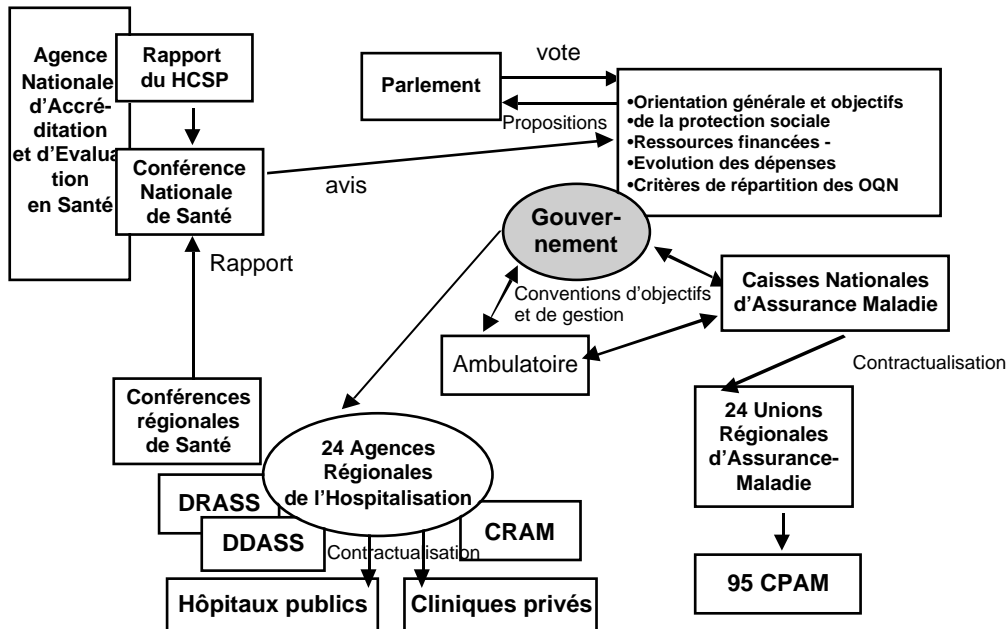 Agence
Nationale
d'Accré-
ditation
et d'Evalua
tion
en Santé
Rapport
du HCSP
Conférence
Nationale
de Santé
Rapport
Conférences
régionales
de Santé
Parlement
vote
Propositions
avis
•Orientation générale et objectifs
•de la protection sociale
•Ressources financées -
•Evolution des dépenses
•Critères de répartition des OQN
Gouver-
nement
Conventions d'objectifs
et de gestion
Ambulatoire
Caisses Nationales
d'Assurance Maladie
Contractualisation
24 Unions
Régionales
d'Assurance-
Maladie
95 CPAM
24 Agences
Régionales
de l'Hospitalisation
DRASS
DDASS
CRAM
Contractualisation
Hôpitaux publics
Cliniques privés